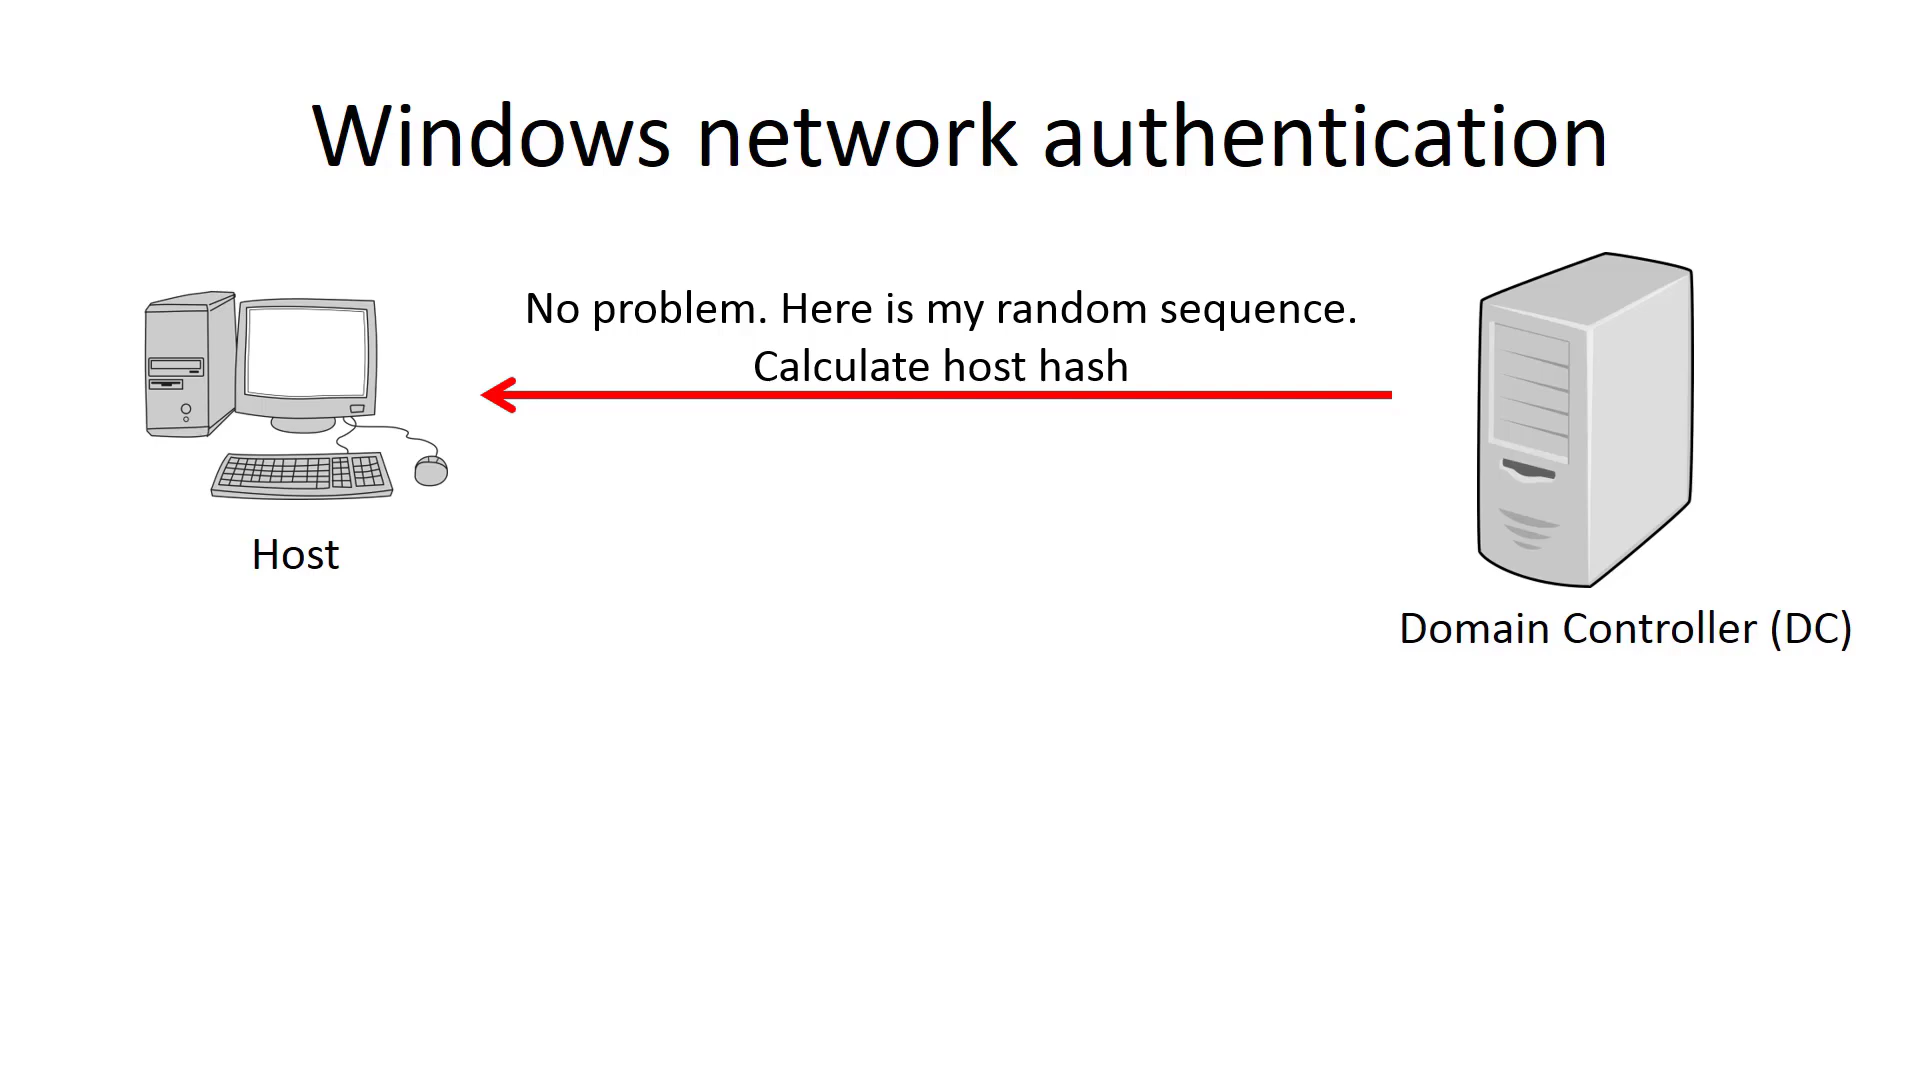 Windows network authentication
No problem. Here is my random sequence.
Calculate host hash
Host
Domain Controller (DC)